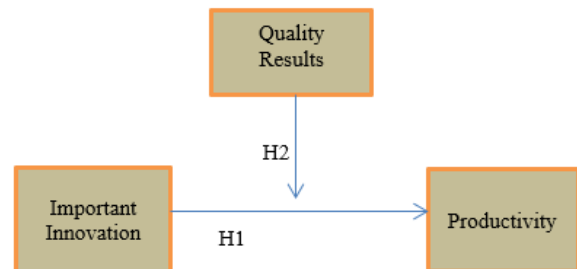 Quality
Results
H2
Important
Innovation
H1
Productivity